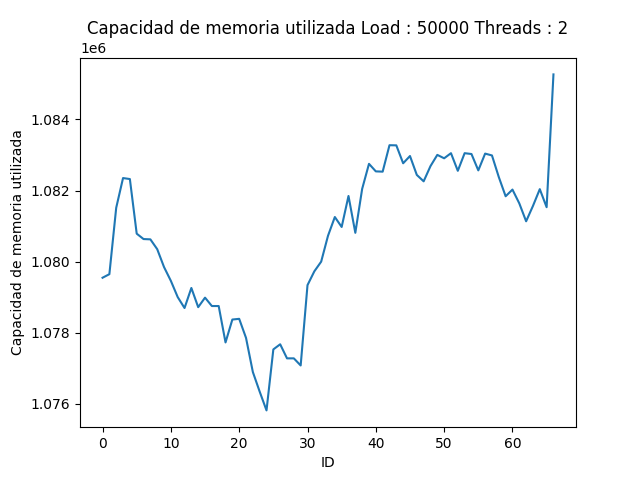 Capacidad de memoria utilizada Load : 50000 Threads : 2
1e6
1.084
1.082
1.080
1.078
1.076
Capacidad de memoria utilizada
0 10 20 30 40 50 60
ID